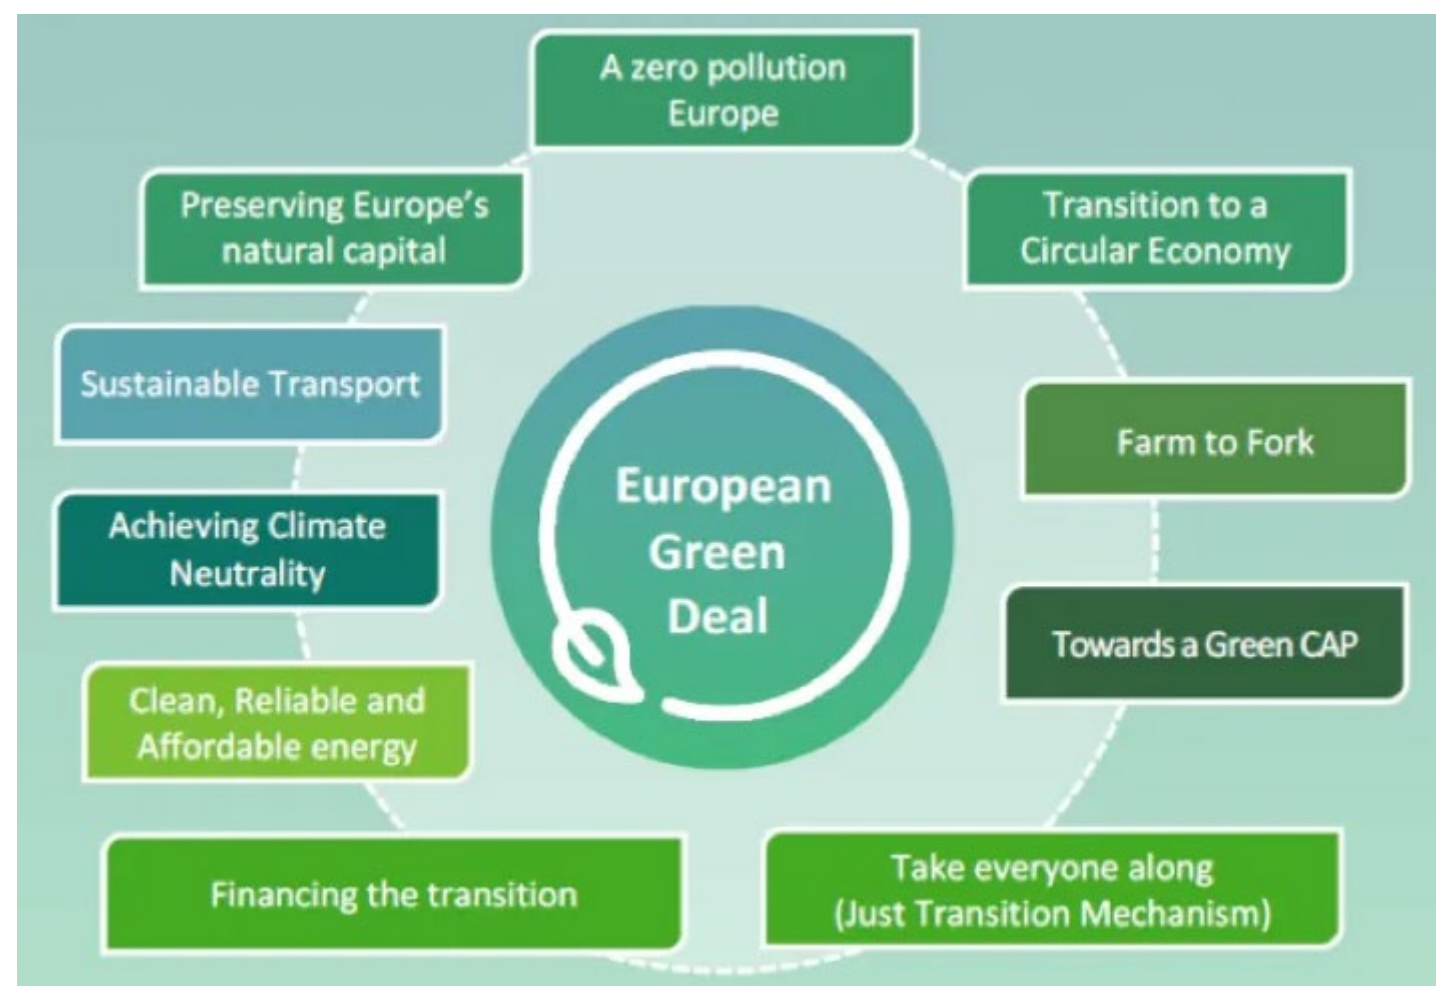 A zero pollution
Europe
Preserving Europe's
natural capital
Transition to a
Circular Economy
Sustainable Transport
Farm to Fork
European
Green
Deal
Achieving Climate
Neutrality
Towards a Green CAP
Clean, Reliable and
Affordable energy
Financing the transition
Take everyone along
(Just Transition Mechanism)